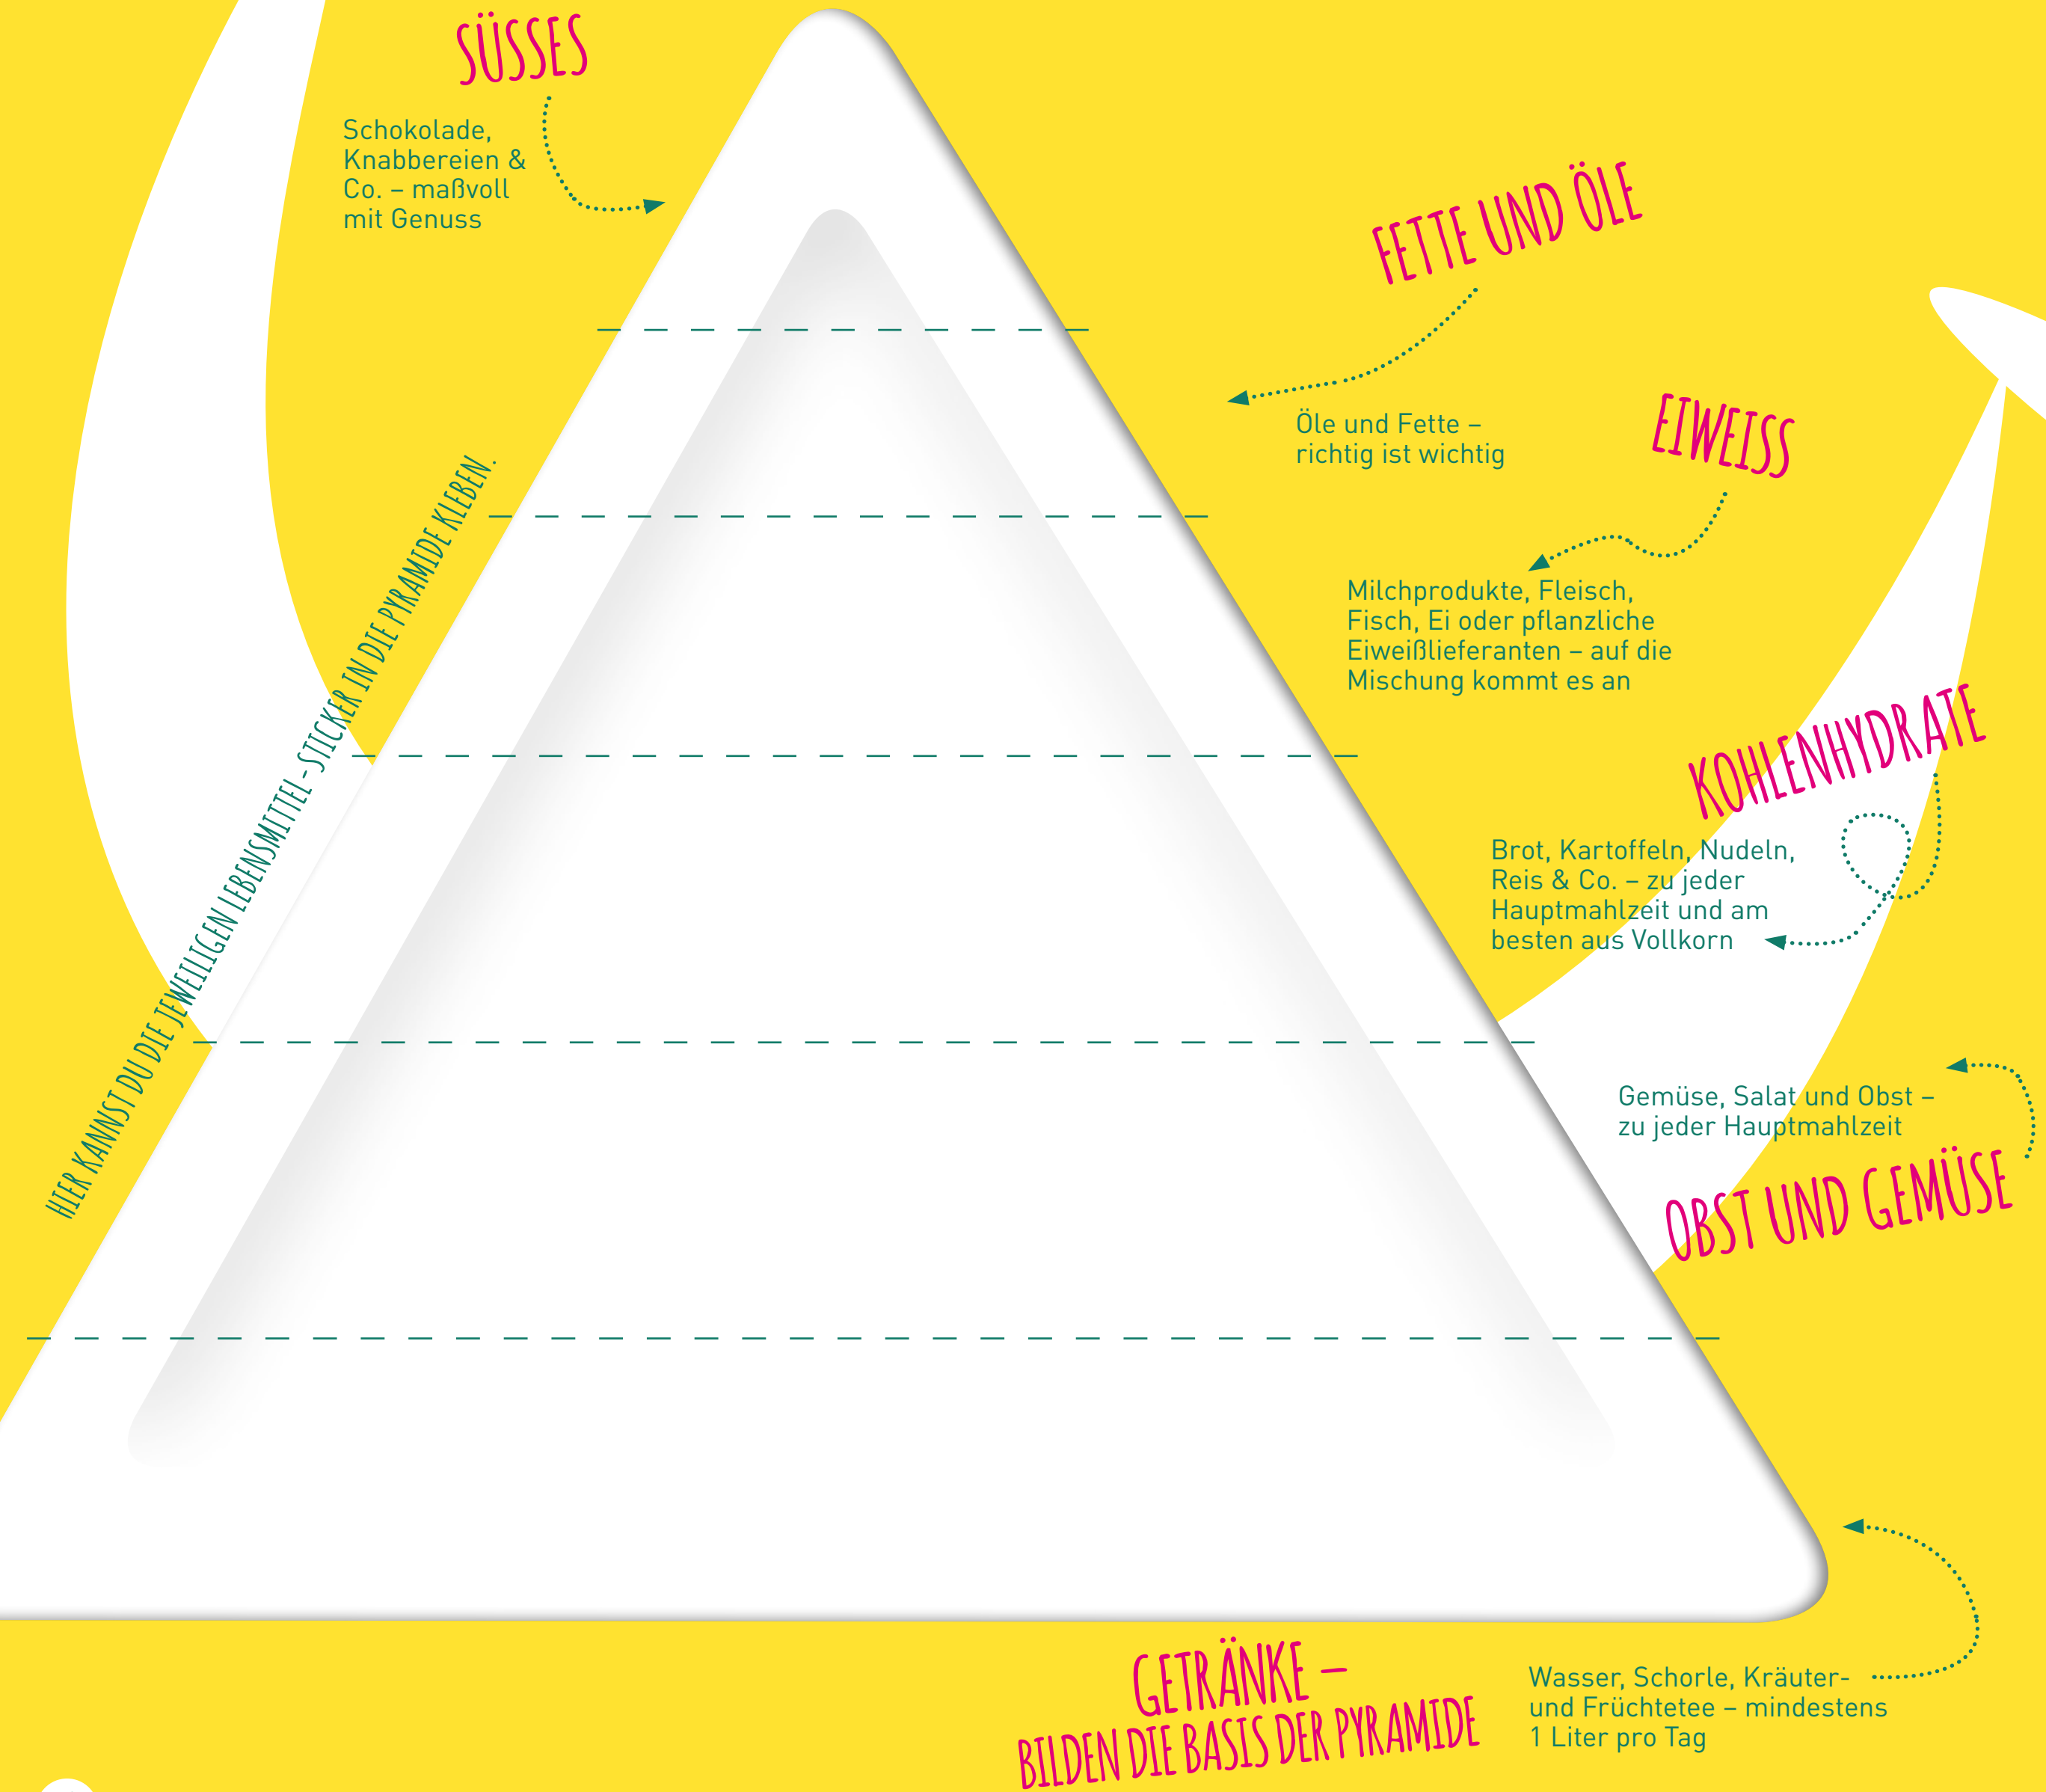 SÜSSES
Schokolade,
Knabbereien &
Co. – maßvoll
mit Genuss
FETTE UND ÖLE
Öle und Fette –
richtig ist wichtig
EIWEISS
Milchprodukte, Fleisch,
Fisch, Ei oder pflanzliche
Eiweißlieferanten – auf die
Mischung kommt es an
HIER KANNST DU DIE JEWEILIGEN LEBENSMITTEL-STICKER IN DIE PYRAMIDE KLEBEN.
KOHLENHYDRATE
Brot, Kartoffeln, Nudeln,
Reis & Co. – zu jeder
Hauptmahlzeit und am
besten aus Vollkorn
Gemüse, Salat und Obst –
zu jeder Hauptmahlzeit
OBST UND GEMÜSE
GETRÄNKE –
BILDEN DIE BASIS DER PYRAMIDE
Wasser, Schorle, Kräuter-
und Früchtetee – mindestens
1 Liter pro Tag